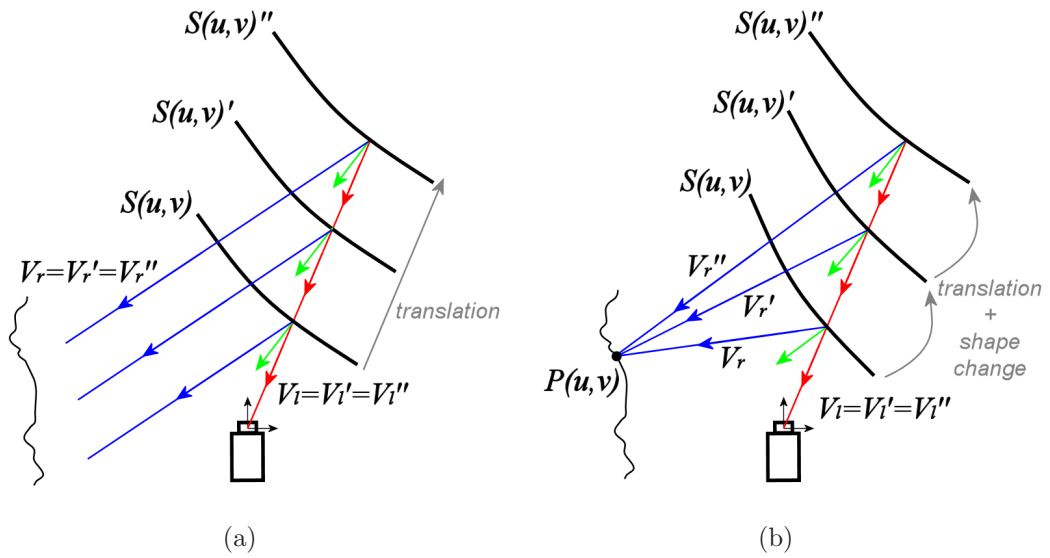 S(u,v)''
S(u,v)'
S(u,v)
Vr=Vr'=Vr''
translation
Vl=Vl'=Vl''
(a)
S(u,v)''
S(u,v)'
S(u,v)
Vr''
Vr'
Vr
P(u,v)
translation
+
shape
change
Vl=Vl'=Vl''
(b)